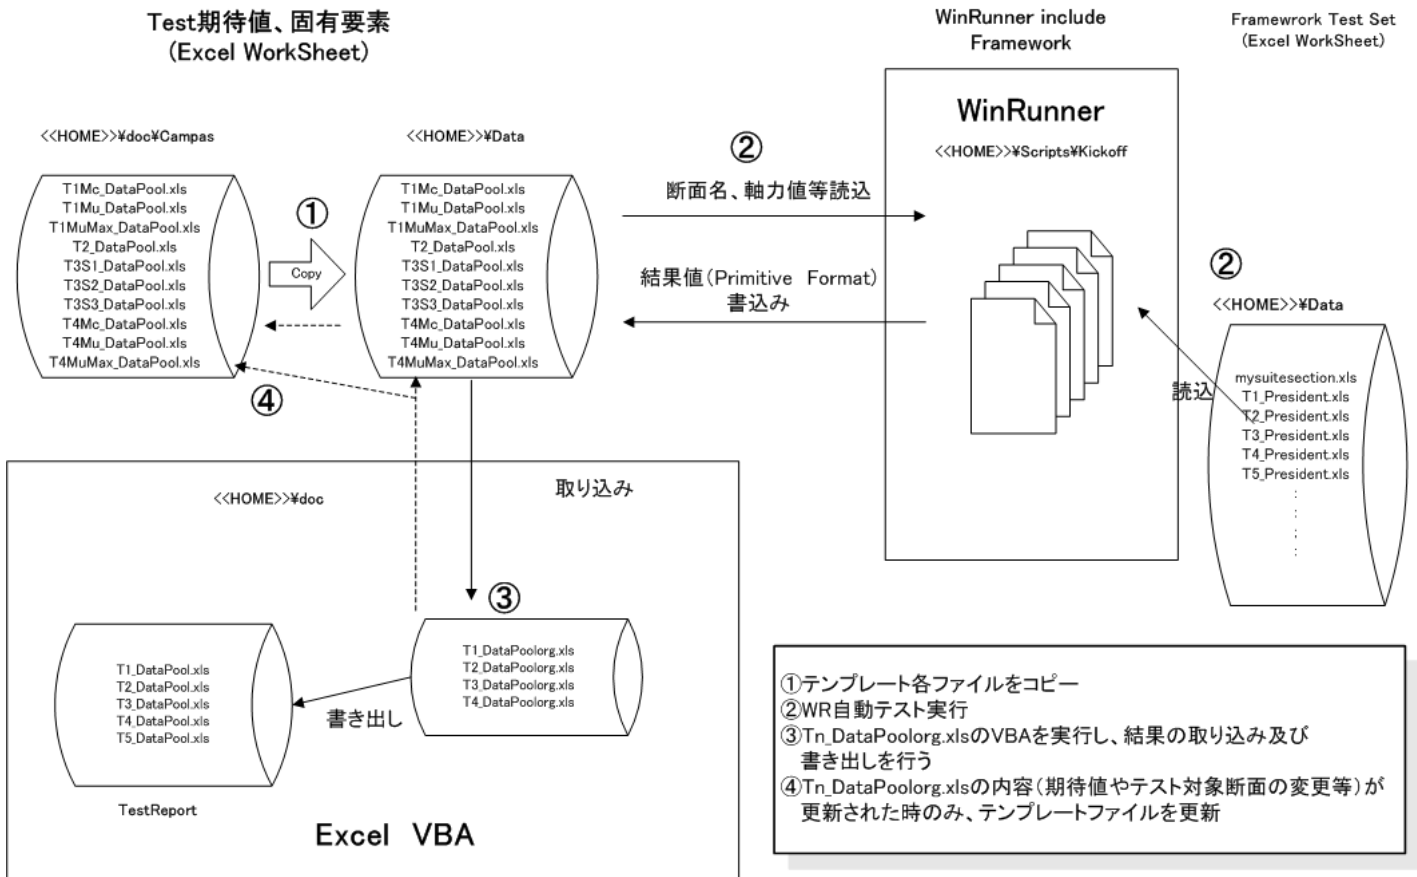 Test期待値、固有要素
(Excel WorkSheet)
WinRunner include
Framework
Framewrork Test Set
(Excel WorkSheet)
<<HOME>>¥doc¥Campas
T1Mc_DataPool.xls
T1Mu_DataPool.xls
T1MuMax_DataPool.xls
T2_DataPool.xls
T3S1_DataPool.xls
T3S2_DataPool.xls
T3S3_DataPool.xls
T4Mc_DataPool.xls
T4Mu_DataPool.xls
T4MuMax_DataPool.xls
①
Copy
<<HOME>>¥Data
T1Mc_DataPool.xls
T1Mu_DataPool.xls
T1MuMax_DataPool.xls
T2_DataPool.xls
T3S1_DataPool.xls
T3S2_DataPool.xls
T3S3_DataPool.xls
T4Mc_DataPool.xls
T4Mu_DataPool.xls
T4MuMax_DataPool.xls
②
断面名、軸力値等読込
結果値(Primitive Format)
書込み
WinRunner
<<HOME>>¥Scripts¥Kickoff
②
<<HOME>>¥Data
読込
mysuitesection.xls
T1_President.xls
T2_President.xls
T3_President.xls
T4_President.xls
T5_President.xls
④
<<HOME>>¥doc
取り込み
③
T1_DataPoolorg.xls
T2_DataPoolorg.xls
T3_DataPoolorg.xls
T4_DataPoolorg.xls
書き出し
T1_DataPool.xls
T2_DataPool.xls
T3_DataPool.xls
T4_DataPool.xls
T5_DataPool.xls
TestReport
Excel VBA
①テンプレート各ファイルをコピー
②WR自動テスト実行
③Tn_DataPoolorg.xlsのVBAを実行し、結果の取り込み及び
書き出しを行う
④Tn_DataPoolorg.xlsの内容(期待値やテスト対象断面の変更等)が
更新された時のみ、テンプレートファイルを更新